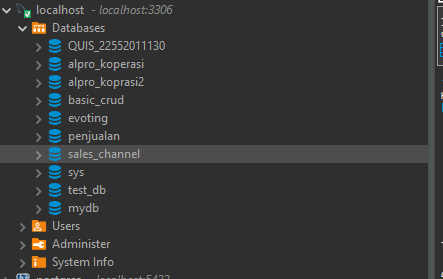 localhost - localhost:3306
Databases
QUIS_22552011130
alpro_koperasi
alpro_koprasi2
basic_crud
evoting
penjualan
sales_channel
sys
test_db
mydb
Users
Administer
System Info